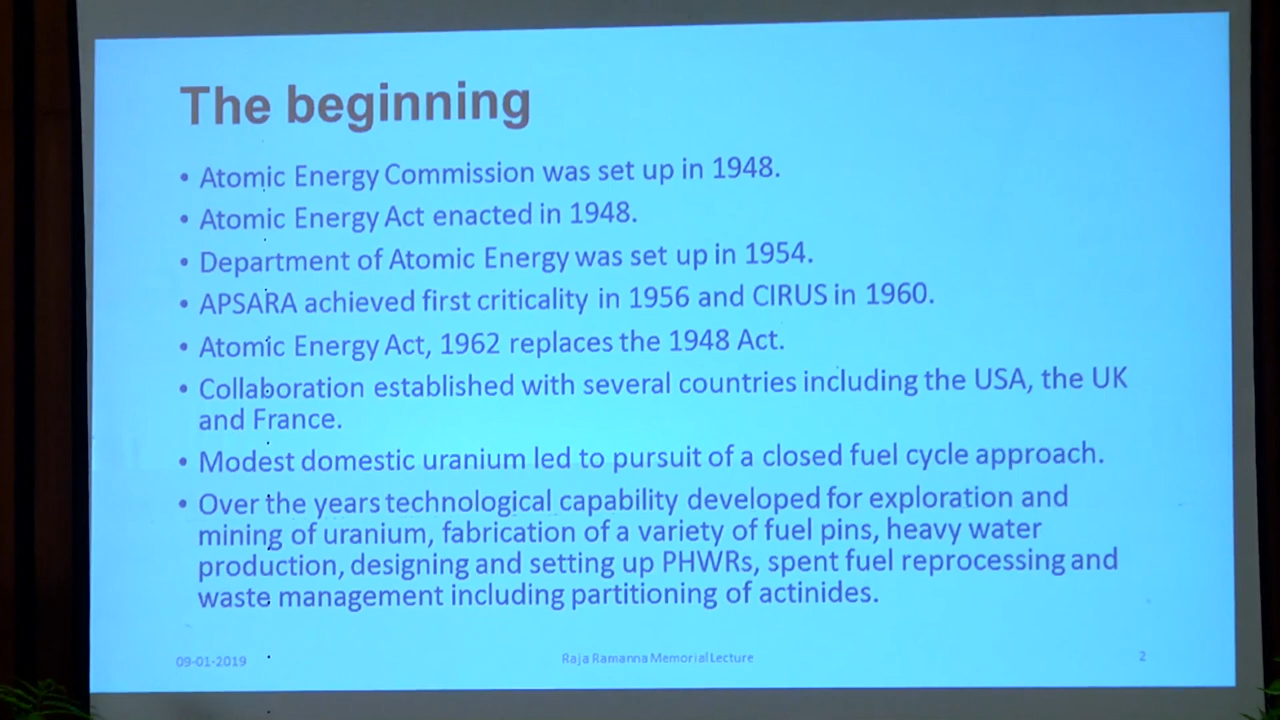 The beginning
• Atomic Energy Commission was set up in 1948.
• Atomic Energy Act enacted in 1948.
• Department of Atomic Energy was set up in 1954.
• APSARA achieved first criticality in 1956 and CIRUS in 1960.
• Atomic Energy Act, 1962 replaces the 1948 Act.
• Collaboration established with several countries including the USA, the UK
and France.
• Modest domestic uranium led to pursuit of a closed fuel cycle approach.
• Over the years technological capability developed for exploration and
mining of uranium, fabrication of a variety of fuel pins, heavy water
production, designing and setting up PHWRs, spent fuel reprocessing and
waste management including partitioning of actinides.
09-01-2019 Raja Ramanna Memorial Lecture 2